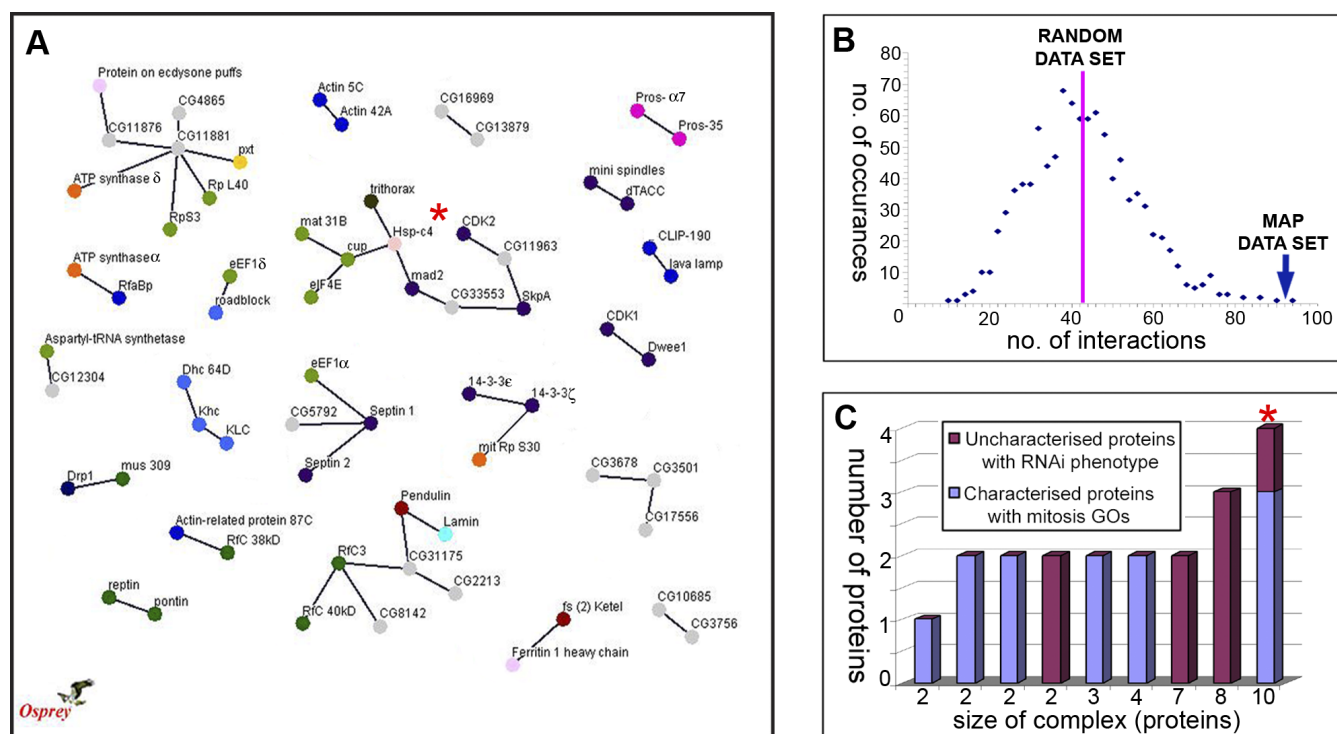 A
Protein on ecdysone puffs
CG4865
CG11876
CG11881
pxt
ATP synthase δ
Rp L40
RpS3
Actin 5C
Actin 42A
CG16969
CG13879
Pros- α7
Pros-35
mini spindles
dTACC
trithorax
*
mat 31B
Hsp-c4
CDK2
cup
CG11963
eIF4E
mad2
CG33553
SkpA
CLIP-190
lava lamp
ATP synthaseα
RfaBp
eEF1δ
roadblock
CDK1
Dwee1
Aspartyl-tRNA synthetase
CG12304
Dhc 64D
Khc
KLC
eEF1α
CG5792
Septin 1
Septin 2
14-3-3ε
14-3-3ζ
mit Rp S30
Drp1
mus 309
CG3678
CG3501
CG17556
Actin-related protein 87C
RfC 38kD
Pendulin
Lamin
RfC3
CG31175
CG2213
RfC 40kD
CG8142
reptin
pontin
fs (2) Ketel
Ferritin 1 heavy chain
CG10685
CG3756
Osprey
B
RANDOM
DATA SET
MAP
DATA SET
no. of occurances
80
70
60
50
40
30
20
10
0
20
40
60
80
100
no. of interactions
C
*
Uncharacterised proteins
with RNAi phenotype
Characterised proteins
with mitosis GOs
number of proteins
4
3
2
1
0
2 2 2 2 3 4 7 8 10
size of complex (proteins)